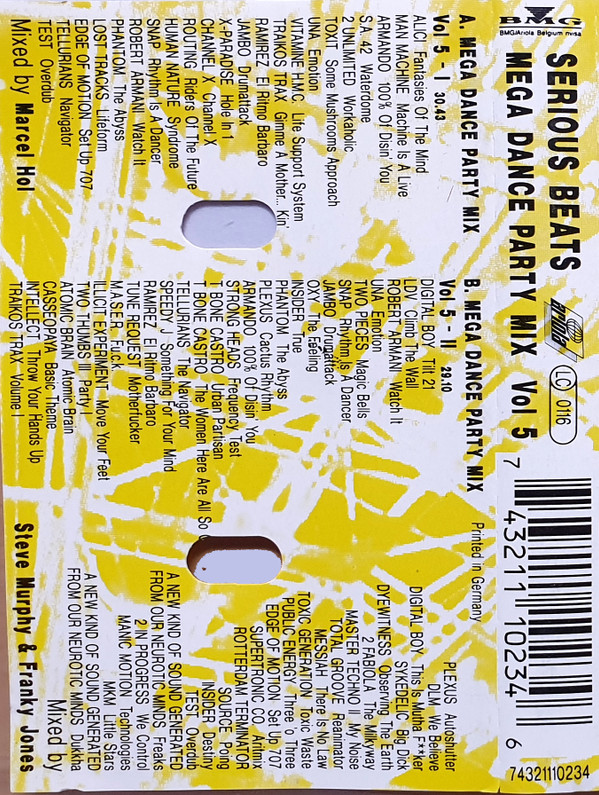 BMG
BMG/Ariola Belgium nv/sa
SERIOUS BEATS
MEGA DANCE PARTY MIX Vol 5
ARIOLA
LC 0116
7 43211 10234 6
74321110234
Printed in Germany
A. MEGA DANCE PARTY MIX
Vol 5 - I 30.43
ALICI Fantasies Of The Mind
MAN MACHINE Machine Is A Live
ARMANDO 100% Of Disin' You
S.A. 42 Waterdome
2 UNLIMITED Workaholic
TOXIT Some Mushrooms Approach
UNA Emotion
VITAMINE H.M.C. Life Support System
TRAIKOS TRAX Gimme A Mother... Kin'
RAMIREZ El Ritmo Barbaro
JAMBO Drumattack
X-PARADISE Hole In 1
CHANNEL X Channel X
ROUTING Riders Of The Future
HUMAN NATURE Syndrome
SNAP Rhythm Is A Dancer
ROBERT ARMANI Watch It
PHANTOM The Abyss
LOST TRACKS Lifeform
EDGE OF MOTION Set Up 707
TELLURIANS Navigator
TEST Overdub
Mixed by Marcel Hol
B. MEGA DANCE PARTY MIX
Vol 5 - II 29.10
DIGITAL BOY Tilt 21
LDV Climb The Wall
ROBERT ARMANI Watch It
UNA Emotion
TWO PIECES Magic Bells
SNAP Rhythm Is A Dancer
JAMBO Drumattack
OXY The Feeling
INSIDER True
PHANTOM The Abyss
PLEXUS Cactus Rhythm
ARMANDO 100% Of Disin' You
STRONG HEADS Frequency Test
T BONE CASTRO Urban Partisan
T BONE CASTRO The Women Here Are All So
TELLURIANS The Navigator
SPEEDY J Something For Your Mind
RAMIREZ El Ritmo Barbaro
TUNE REQUEST Motherfucker
M.A.S.E.R. Fuck
ILLICIT EXPERIMENT Move Your Feet
TWO THUMBS III Party I
ATOMIC BRAIN Atomic Brain
CASSEOPAYA Basic Theme
INTELLECT Throw Your Hands Up
TRAIKOS TRAX Volume I
PLEXUS Autoshutter
DUM We Believe
DIGITAL BOY This Is Mutha F**ker
SYKEDELIC Big Dick
DYEWITNESS Observing The Earth
2 FABIOLA The Milkyway
MASTER TECHNO II My Noise
TOTAL GROOVE Reanimator
MESSIAH There Is No Law
TOXIC GENERATION Toxic Waste
PUBLIC ENERGY Three 'o Three
EDGE OF MOTION Set Up 707
SUPERTRONIC CO Arilmix
ROTTERDAM TERMINATOR
SOURCE Poing
INSIDER Destiny
TEST Overdub
A NEW KIND OF SOUND GENERATED
FROM OUR NEUROTIC MINDS Freaks
2 IN PROGRESS We Control
MANIC MOTION Technologies
MKM Little Stars
A NEW KIND OF SOUND GENERATED
FROM OUR NEUROTIC MINDS Dukkha
Mixed by
Steve Murphy & Franky Jones